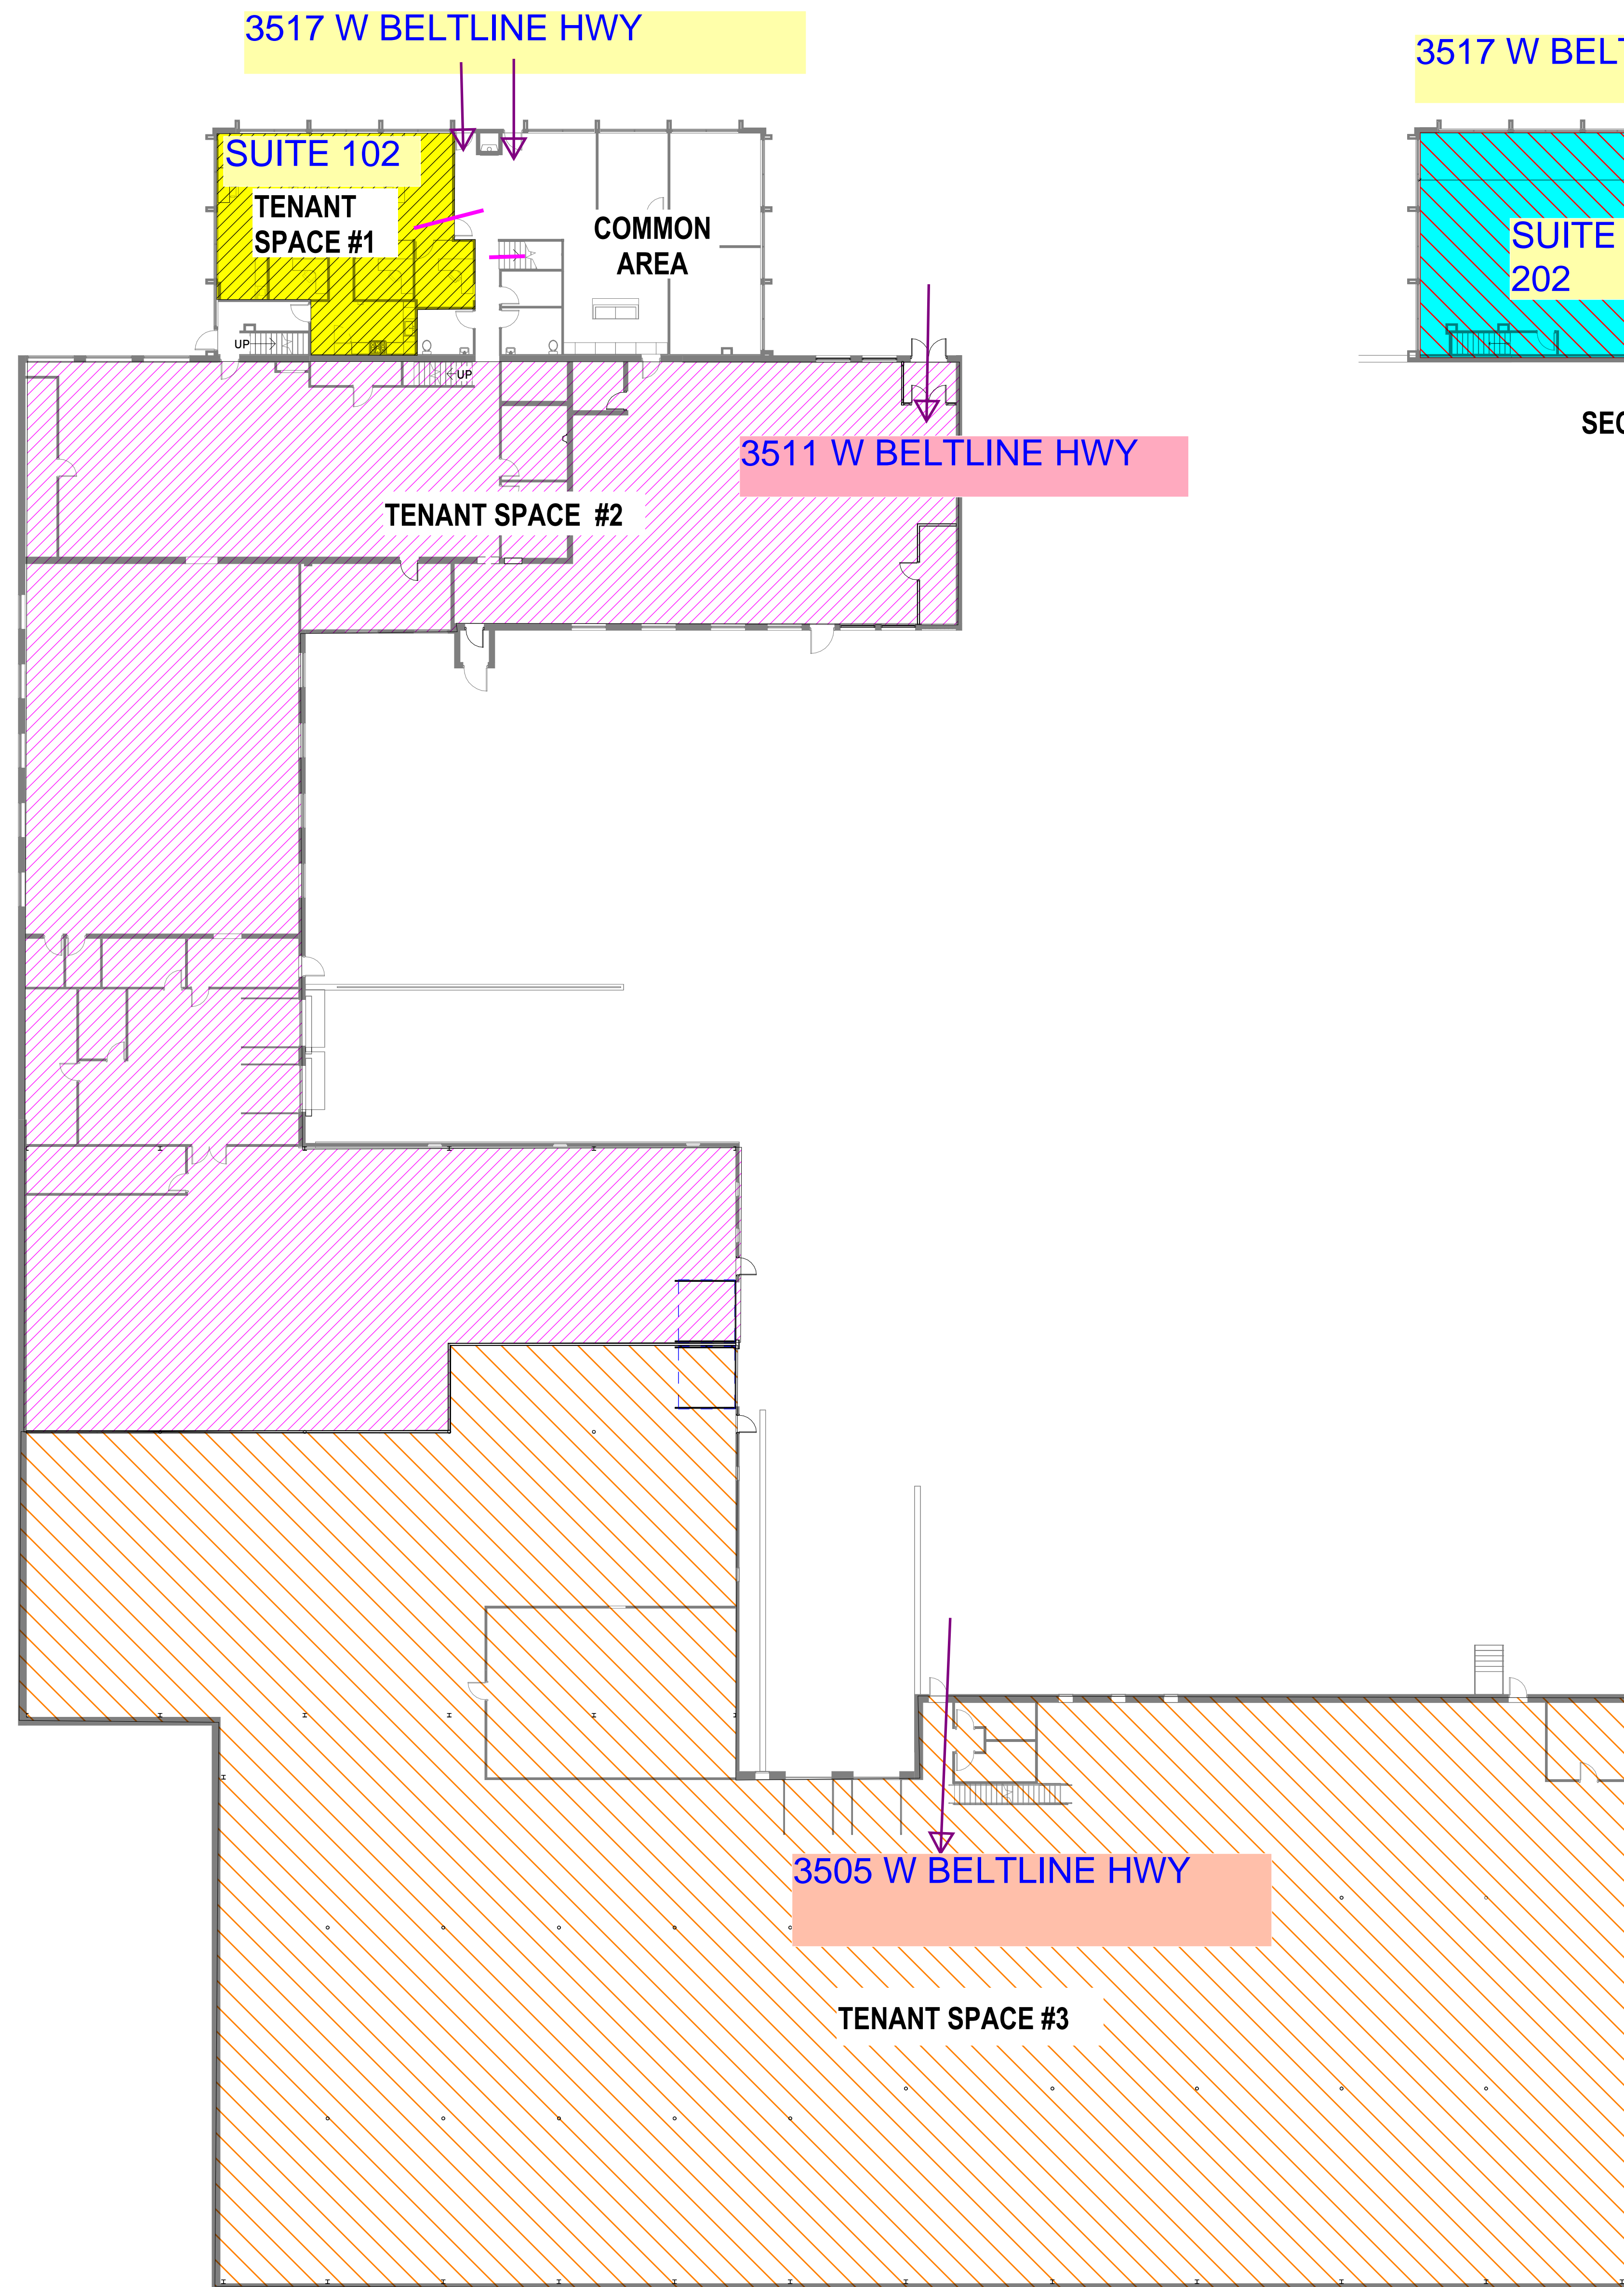 3517 W BELTLINE HWY
3517 W BELT
SUITE 102
TENANT
SPACE #1
COMMON
AREA
SUITE
202
UP
UP
SEC
3511 W BELTLINE HWY
TENANT SPACE #2
3505 W BELTLINE HWY
TENANT SPACE #3